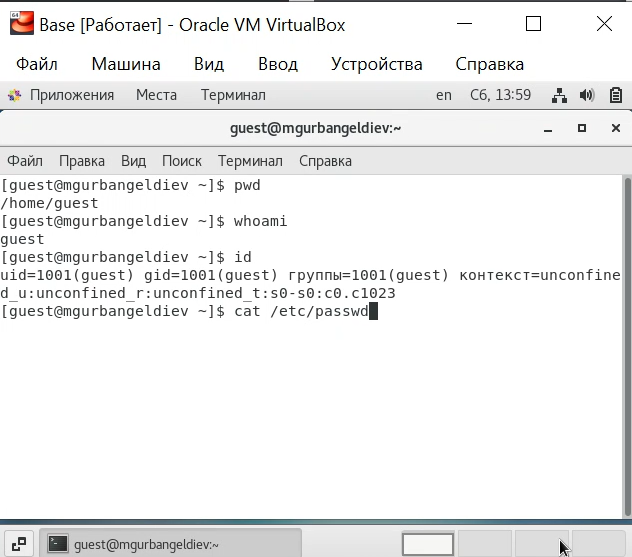 Base [Работает] - Oracle VM VirtualBox
Файл Машина Вид Ввод Устройства Справка
Приложения Места Терминал en Сб, 13:59
guest@mgurbangeldiev:~
Файл Правка Вид Поиск Терминал Справка
[guest@mgurbangeldiev ~]$ pwd
/home/guest
[guest@mgurbangeldiev ~]$ whoami
guest
[guest@mgurbangeldiev ~]$ id
uid=1001(guest) gid=1001(guest) группы=1001(guest) контекст=unconfine
d_u:unconfined_r:unconfined_t:s0-s0:c0.c1023
[guest@mgurbangeldiev ~]$ cat /etc/passwd
guest@mgurbangeldiev:~